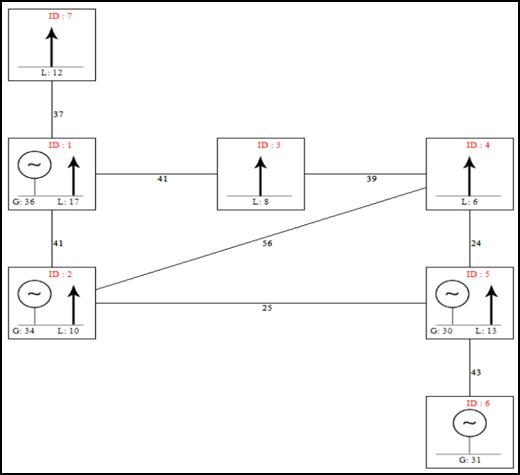 ID : 7
L: 12
37
ID : 1
G: 36 L: 17
41
ID : 3
L: 8
39
ID : 4
L: 6
41
56
24
ID : 2
G: 34 L: 10
25
ID : 5
G: 30 L: 13
43
ID : 6
G: 31